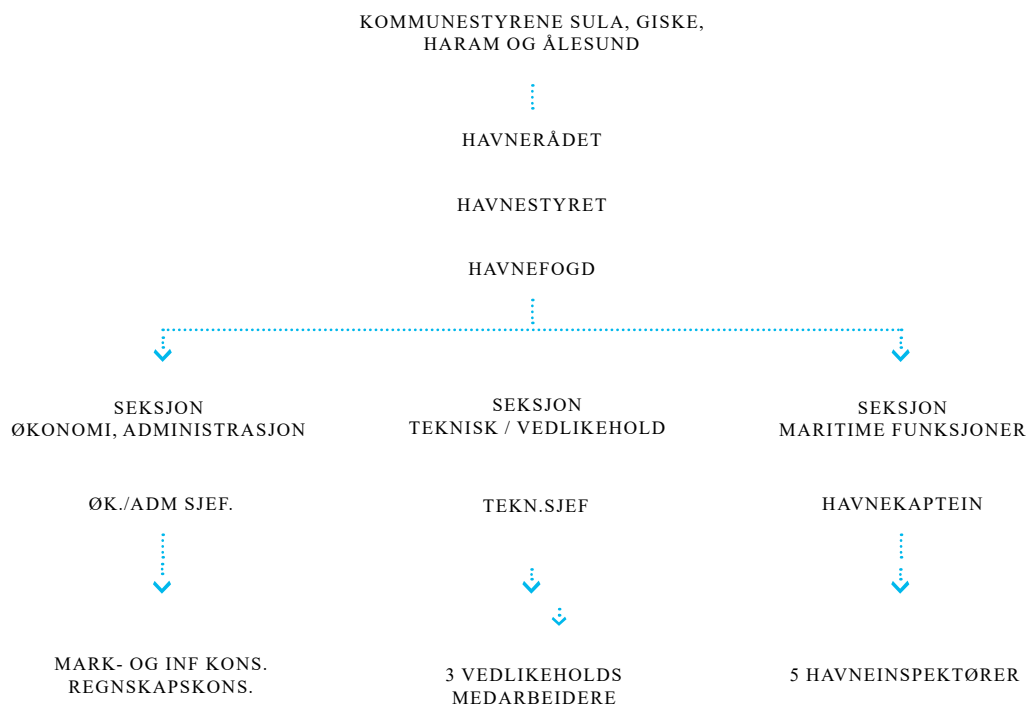 KOMMUNESTYRENE SULA, GISKE,
HARAM OG ÅLESUND
HAVNERÅDET
HAVNESTYRET
HAVNEFOGD
SEKSJON
ØKONOMI, ADMINISTRASJON
SEKSJON
TEKNISK / VEDLIKEHOLD
SEKSJON
MARITIME FUNKSJONER
ØK./ADM SJEF.
TEKN.SJEF
HAVNEKAPTEIN
MARK- OG INF KONS.
REGNSKAPSKONS.
3 VEDLIKEHOLDS
MEDARBEIDERE
5 HAVNEINSPEKTØRER